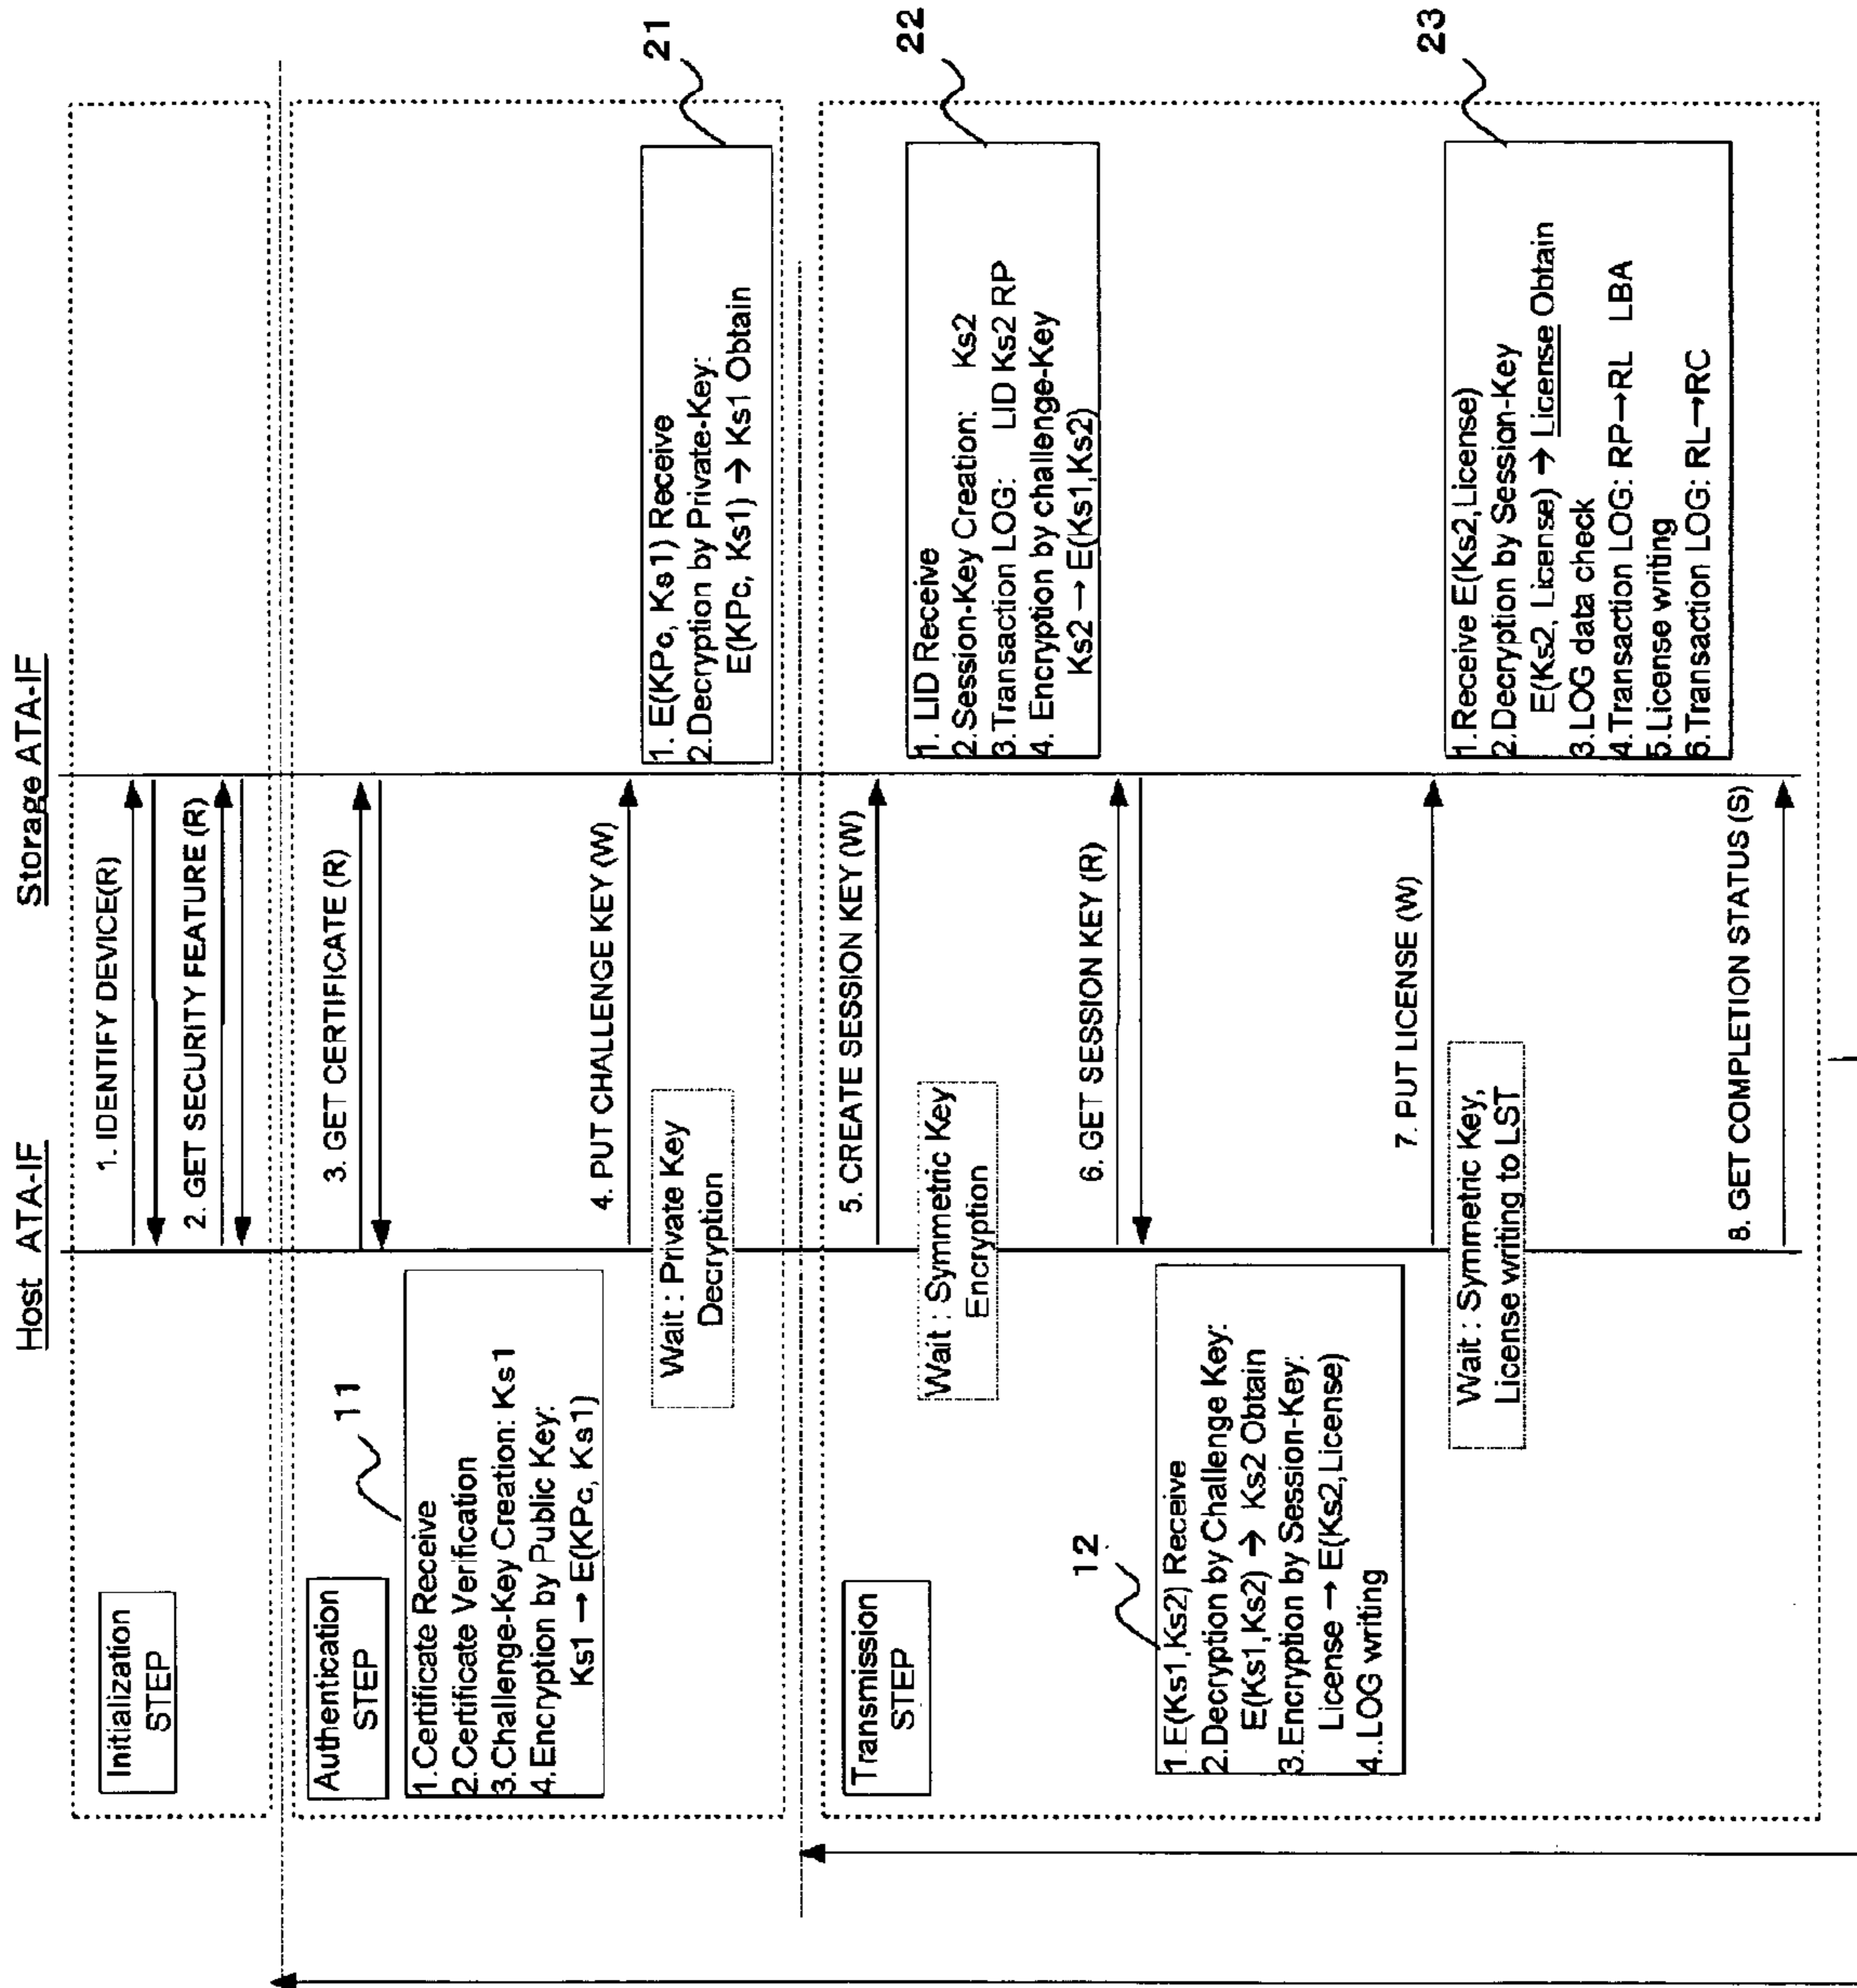 Host ATA-IF
Storage ATA-IF
Initialization
STEP
1. IDENTIFY DEVICE(R)
2. GET SECURITY FEATURE (R)
Authentication
STEP
3. GET CERTIFICATE (R)
11
1.Certificate Receive
2.Certificate Verification
3.Challenge-Key Creation: Ks1
4.Encryption by Public Key:
Ks1 → E(KPc, Ks1)
4. PUT CHALLENGE KEY (W)
Wait : Private Key
Decryption
21
1. E(KPc, Ks1) Receive
2.Decryption by Private-Key:
E(KPc, Ks1) → Ks1 Obtain
Transmission
STEP
5. CREATE SESSION KEY (W)
Wait : Symmetric Key
Encryption
22
1. LID Receive
2.Session-Key Creation: Ks2
3.Transaction LOG: LID Ks2 RP
4. Encryption by challenge-Key
Ks2 → E(Ks1,Ks2)
6. GET SESSION KEY (R)
12
1.E(Ks1,Ks2) Receive
2.Decryption by Challenge Key:
E(Ks1,Ks2) → Ks2 Obtain
3.Encryption by Session-Key:
License → E(Ks2,License)
4..LOG writing
7. PUT LICENSE (W)
Wait : Symmetric Key,
License writing to LST
23
1.Receive E(Ks2,License)
2.Decryption by Session-Key
E(Ks2, License) → License Obtain
3.LOG data check
4.Transaction LOG: RP→RL LBA
5.License writing
6.Transaction LOG: RL→RC
8. GET COMPLETION STATUS (S)